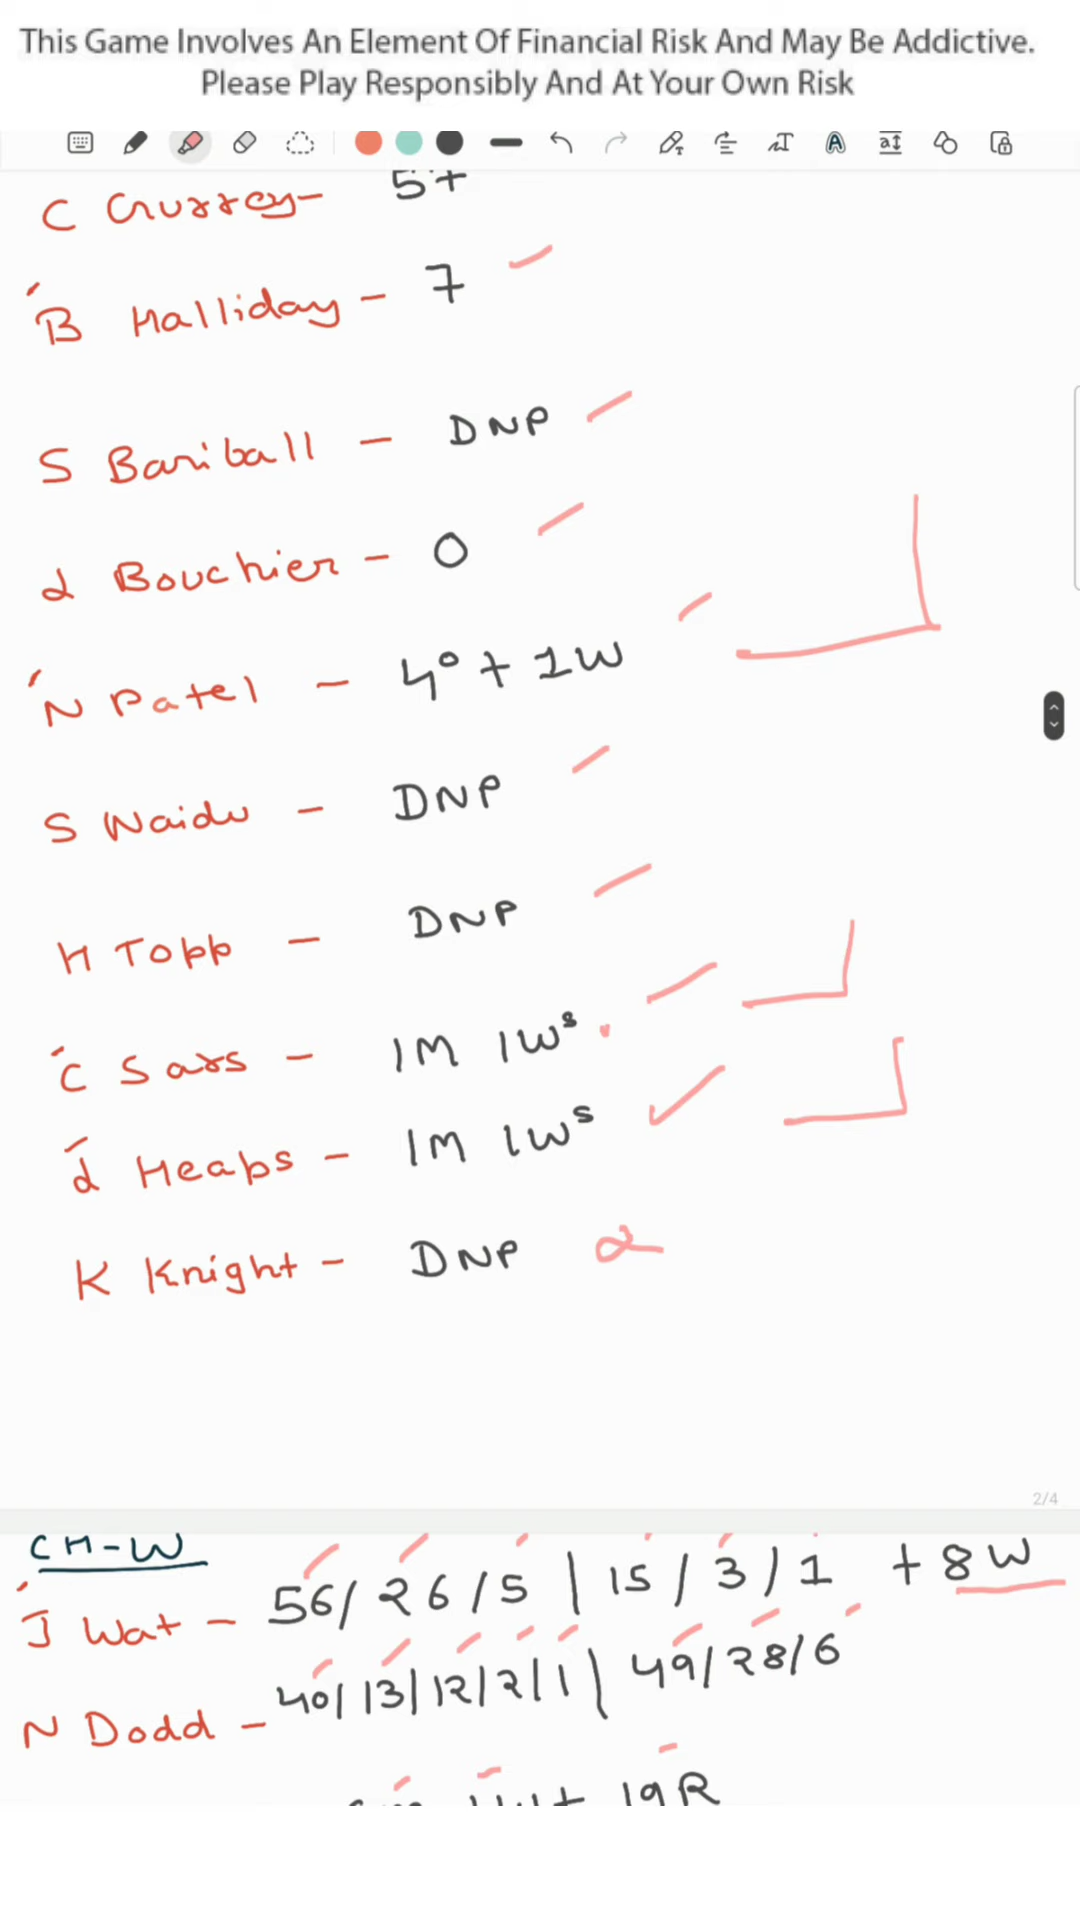 This Game Involves An Element Of Financial Risk And May Be Addictive.
Please Play Responsibly And At Your Own Risk
C Gurrey- 5+
B Halliday - 7
S Bariball - DNP
d Bouchier - 0
N Patel - 4⁰ + 1W
S Naidu - DNP
H Topp - DNP
C Sars - 1M 1Wˢ
d Heaps - 1M 1Wˢ
K Knight - DNP
2/4
CH-W
J Wat - 56/26/5 | 15/3/1 + 8W
N Dodd - 40/13/12/2/1 | 49/28/6
19R